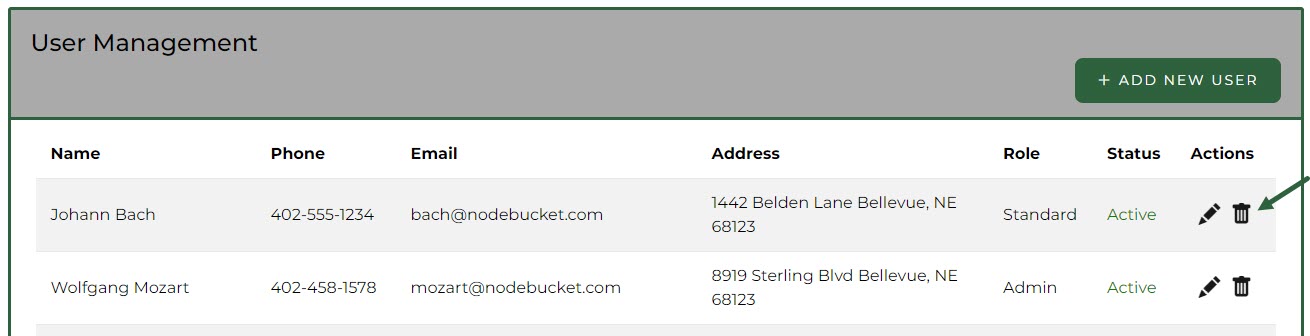 User Management
+ ADD NEW USER
Name Phone Email Address Role Status Actions
Johann Bach 402-555-1234 bach@nodebucket.com 1442 Belden Lane Bellevue, NE Standard Active
68123
Wolfgang Mozart 402-458-1578 mozart@nodebucket.com 8919 Sterling Blvd Bellevue, NE Admin Active
68123